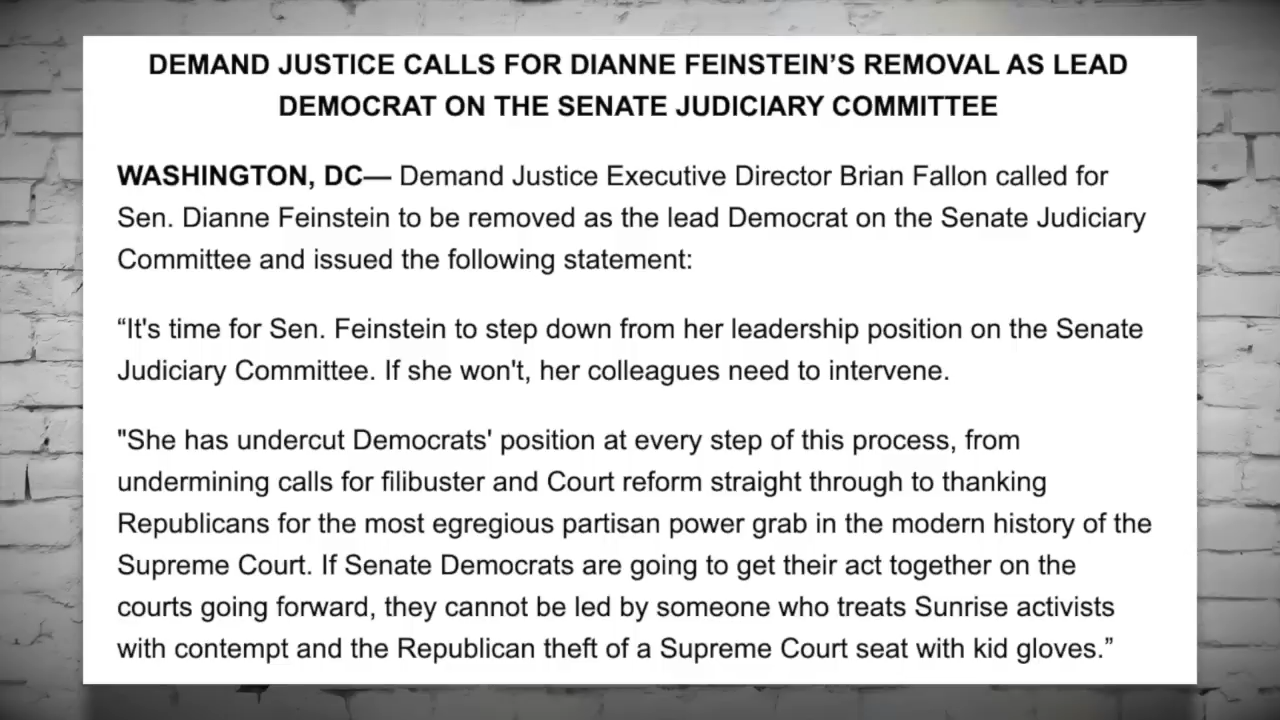 DEMAND JUSTICE CALLS FOR DIANNE FEINSTEIN’S REMOVAL AS LEAD
DEMOCRAT ON THE SENATE JUDICIARY COMMITTEE
WASHINGTON, DC— Demand Justice Executive Director Brian Fallon called for
Sen. Dianne Feinstein to be removed as the lead Democrat on the Senate Judiciary
Committee and issued the following statement:
“It's time for Sen. Feinstein to step down from her leadership position on the Senate
Judiciary Committee. If she won't, her colleagues need to intervene.
"She has undercut Democrats' position at every step of this process, from
undermining calls for filibuster and Court reform straight through to thanking
Republicans for the most egregious partisan power grab in the modern history of the
Supreme Court. If Senate Democrats are going to get their act together on the
courts going forward, they cannot be led by someone who treats Sunrise activists
with contempt and the Republican theft of a Supreme Court seat with kid gloves.”